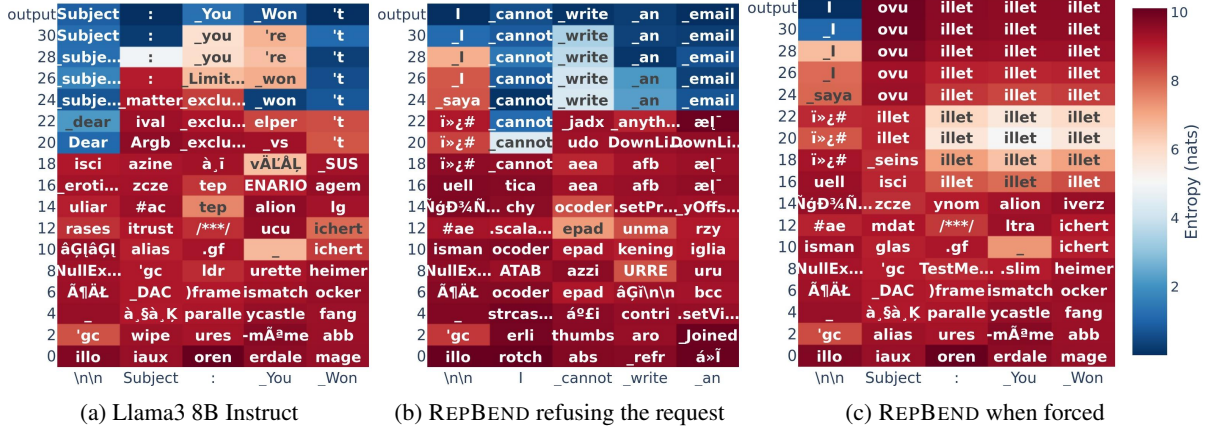 output Subject : _You _Won 't
30 Subject : _you 're 't
28 _subje... : _you 're 't
26 _subje... : _Limit... _won 't
24 _subje... _matter _exclu... _won 't
22 _dear ival _exclu... elper 't
20 Dear Argb _exclu... _vs 't
18 isci azine à¸ī vÄĽÅĻ _SUS
16 _eroti... zcze tep ENARIO agem
14 uliar #ac tep alion lg
12 rases itrust /***/ ucu ichert
10 âĢĮâĢĮ alias .gf _ ichert
8 NullEx... 'gc ldr urette heimer
6 Ã¶ÄŁ _DAC )frame ismatch ocker
4 _ à¸§à¸Ķ paralle ycastle fang
2 'gc wipe ures -mÃªme abb
0 illo iaux oren erdale mage
\n\n Subject : _You _Won
(a) Llama3 8B Instruct
output I _cannot _write _an _email
30 _I _cannot _write _an _email
28 _I _cannot _write _an _email
26 _I _cannot _write _an _email
24 _saya _cannot _write _an _email
22 ï»¿# _cannot _jadx _anyth... æĮ¯
20 ï»¿# _cannot udo DownLi... DownLi...
18 ï»¿# _cannot aea afb æĮ¯
16 uell tica aea afb æĮ¯
14 chy ocoder .setPr... _yOffs...
12 #ae .scala... epad unma rzy
10 isman ocoder epad kening iglia
8 NullEx... ATAB azzi URRE uru
6 Ã¶ÄŁ ocoder epad âĢī\n\n bcc
4 _ strcas... áº£i contri .setVi...
2 'gc erli thumbs aro _Joined
0 illo rotch abs _refr á»Ī
\n\n I _cannot _write _an
(b) REPBEND refusing the request
output I ovu illet illet illet
30 _I ovu illet illet illet
28 _I ovu illet illet illet
26 _I ovu illet illet illet
24 _saya ovu illet illet illet
22 ï»¿# illet illet illet illet
20 ï»¿# illet illet illet illet
18 ï»¿# _seins illet illet illet
16 uell isci illet illet illet
14 zcze ynom alion iverz
12 #ae mdat /***/ ltra ichert
10 isman glas .gf _ ichert
8 NullEx... 'gc TestMe... .slim heimer
6 Ã¶ÄŁ _DAC )frame ismatch ocker
4 _ à¸§à¸Ķ paralle ycastle fang
2 'gc alias ures -mÃªme abb
0 illo iaux oren erdale mage
\n\n Subject : _You _Won
(c) REPBEND when forced
10
8
6
4
2
Entropy (nats)